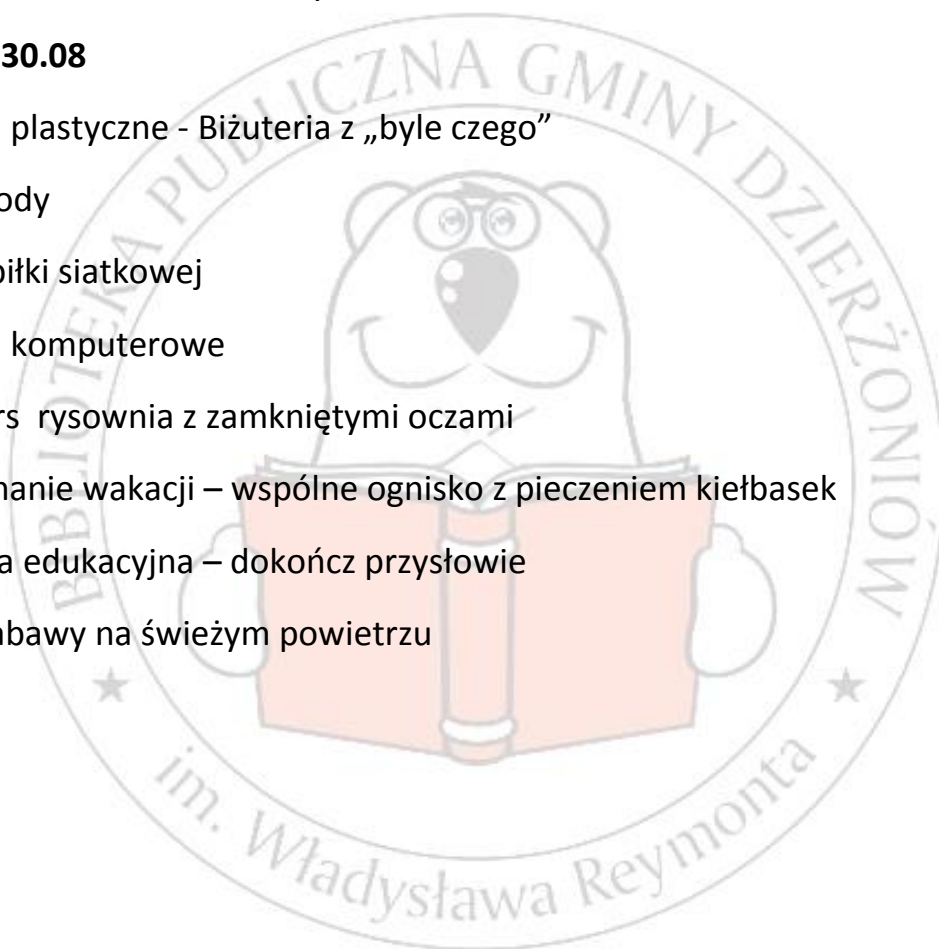 30.08
plastyczne - Biżuteria z „byle czego”
ody
piłki siatkowej
komputerowe
rs rysownia z zamkniętymi oczami
nanie wakacji – wspólne ognisko z pieczeniem kiełbasek
a edukacyjna – dokończ przysłowie
abawy na świeżym powietrzu
BIBLIOTEKA PUBLICZNA GMINY DZIERŻONIÓW
im. Władysława Reymonta